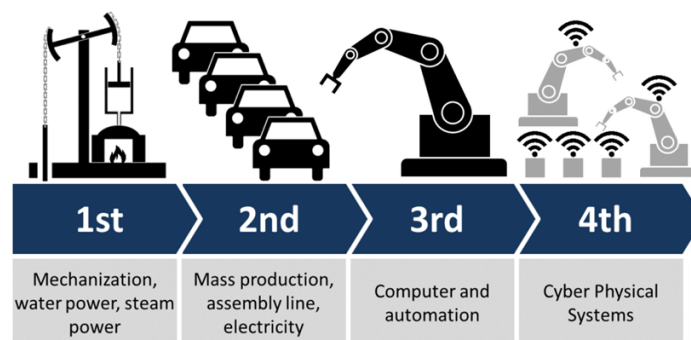 1st
2nd
3rd
4th
Mechanization,
water power, steam
power
Mass production,
assembly line,
electricity
Computer and
automation
Cyber Physical
Systems